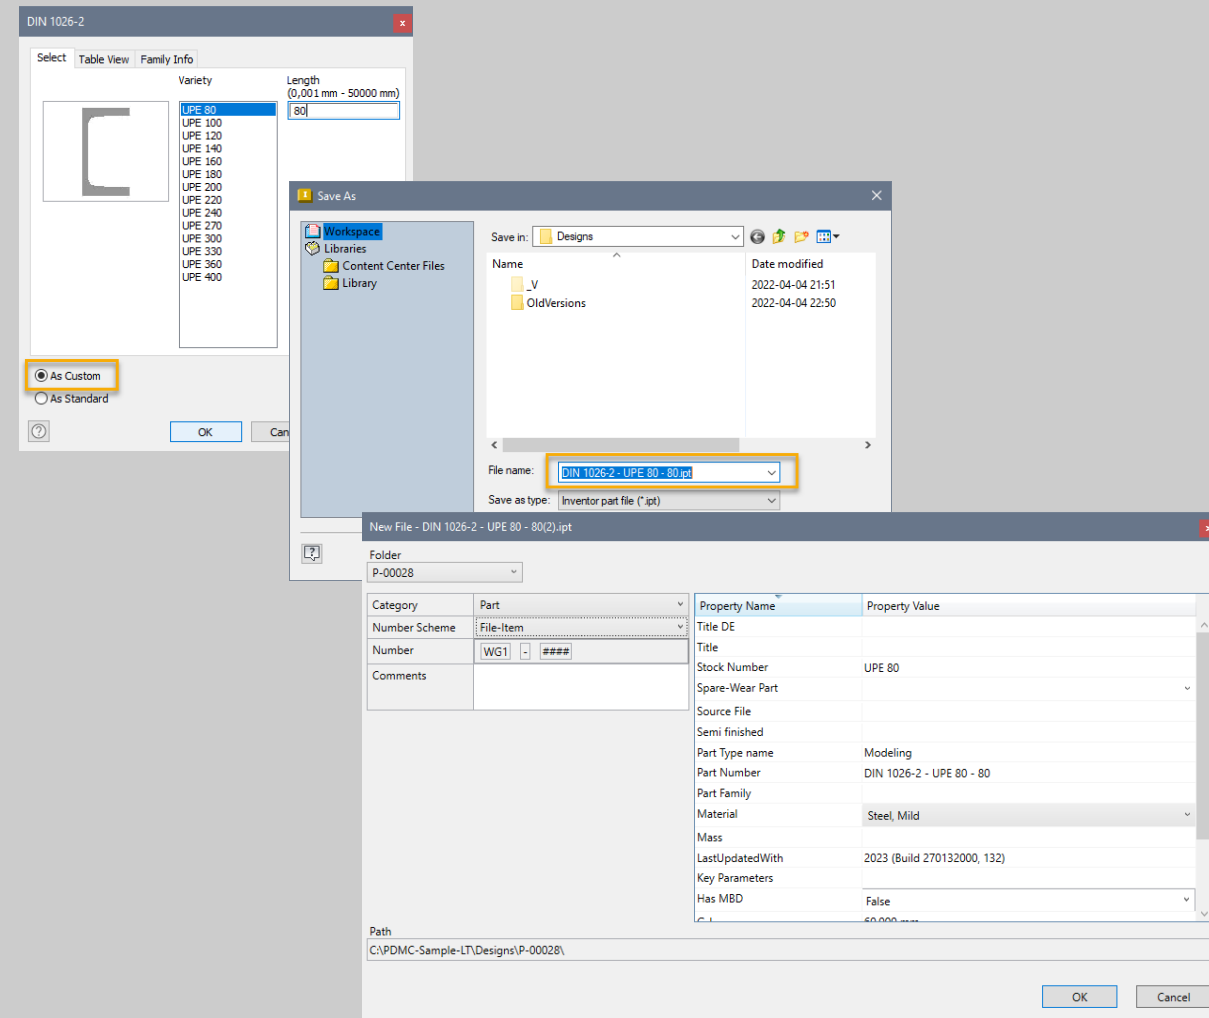 DIN 1026-2
x
Select
Table View
Family Info
Variety
Length
(0,001 mm - 50000 mm)
80
UPE 80
UPE 100
UPE 120
UPE 140
UPE 160
UPE 180
UPE 200
UPE 220
UPE 240
UPE 270
UPE 300
UPE 330
UPE 360
UPE 400
As Custom
As Standard
?
OK
Can
Save As
Workspace
Libraries
Content Center Files
Library
Save in:
Designs
Name
Date modified
_V
2022-04-04 21:51
OldVersions
2022-04-04 22:50
File name:
DIN 1026-2 - UPE 80 - 80.ipt
Save as type:
Inventor part file (*.ipt)
?
New File - DIN 1026-2 - UPE 80 - 80(2).ipt
x
Folder
P-00028
Category
Part
Number Scheme
File-Item
Number
WG1 - ####
Comments
Property Name
Property Value
Title DE
Title
Stock Number
UPE 80
Spare-Wear Part
Source File
Semi finished
Part Type name
Modeling
Part Number
DIN 1026-2 - UPE 80 - 80
Part Family
Material
Steel, Mild
Mass
LastUpdatedWith
2023 (Build 270132000, 132)
Key Parameters
Has MBD
False
60,000 mm
Path
C:\PDMC-Sample-LT\Designs\P-00028\
OK
Cancel